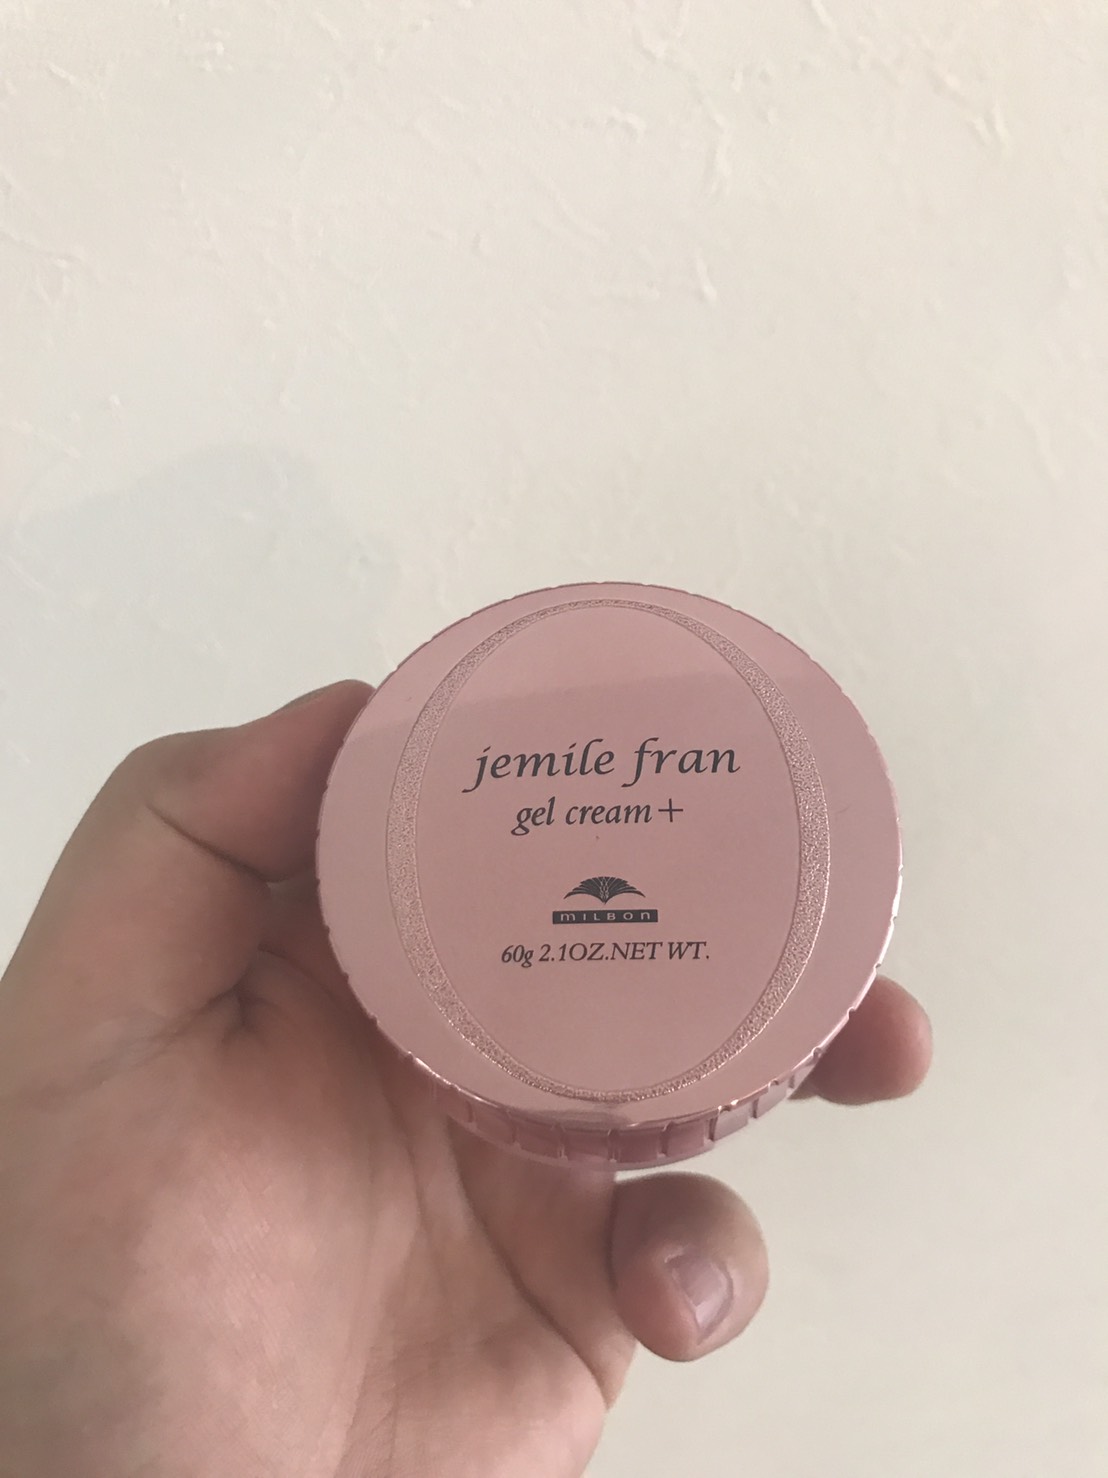 jemile fran
gel cream+
MILBON
60g 2.1OZ.NET WT.